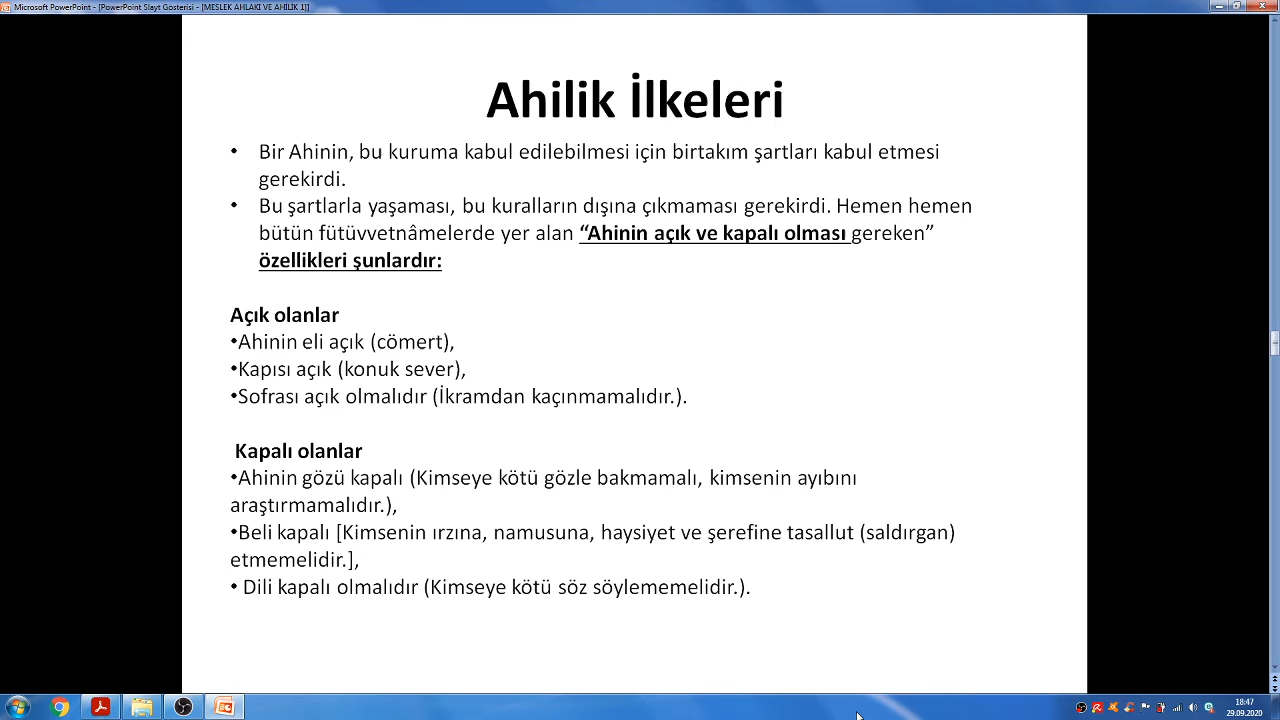 Microsoft PowerPoint - [PowerPoint Slayt Gösterisi - [MESLEK AHLAKI VE AHİLİK 1]]
Ahilik İlkeleri
• Bir Ahinin, bu kuruma kabul edilebilmesi için birtakım şartları kabul etmesi
gerekirdi.
• Bu şartlarla yaşaması, bu kuralların dışına çıkmaması gerekirdi. Hemen hemen
bütün fütüvvetnâmelerde yer alan “Ahinin açık ve kapalı olması gereken”
özellikleri şunlardır:
Açık olanlar
•Ahinin eli açık (cömert),
•Kapısı açık (konuk sever),
•Sofrası açık olmalıdır (İkramdan kaçınmamalıdır.).
Kapalı olanlar
•Ahinin gözü kapalı (Kimseye kötü gözle bakmamalı, kimsenin ayıbını
araştırmamalıdır.),
•Beli kapalı [Kimsenin ırzına, namusuna, haysiyet ve şerefine tasallut (saldırgan)
etmemelidir.],
• Dili kapalı olmalıdır (Kimseye kötü söz söylememelidir.).
18:47
29.09.2020